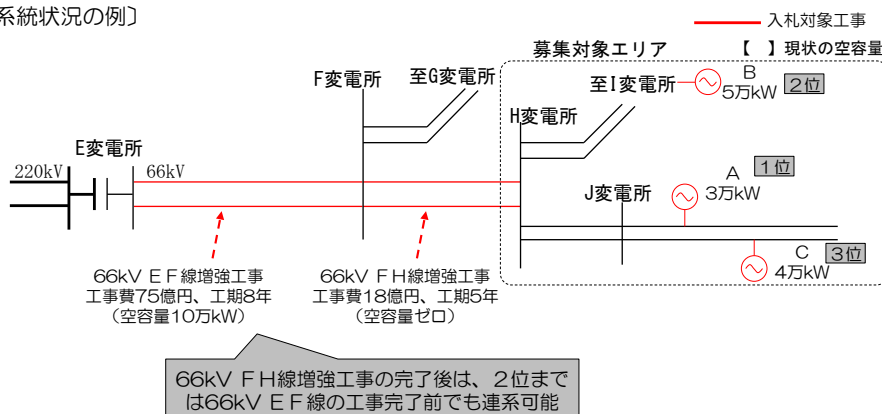 系統状況の例〕
入札対象工事
募集対象エリア
【　】現状の空容量
F変電所
至G変電所
至I変電所
B
5万kW
2位
H変電所
E変電所
220kV
66kV
A
1位
3万kW
J変電所
C
3位
4万kW
66kV EF線増強工事
工事費75億円、工期8年
（空容量10万kW）
66kV FH線増強工事
工事費18億円、工期5年
（空容量ゼロ）
66kV FH線増強工事の完了後は、2位まで
は66kV EF線の工事完了前でも連系可能